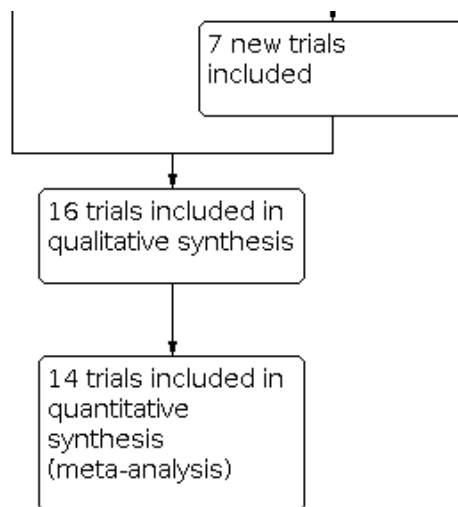 7 new trials
included
16 trials included in
qualitative synthesis
14 trials included in
quantitative
synthesis
(meta-analysis)